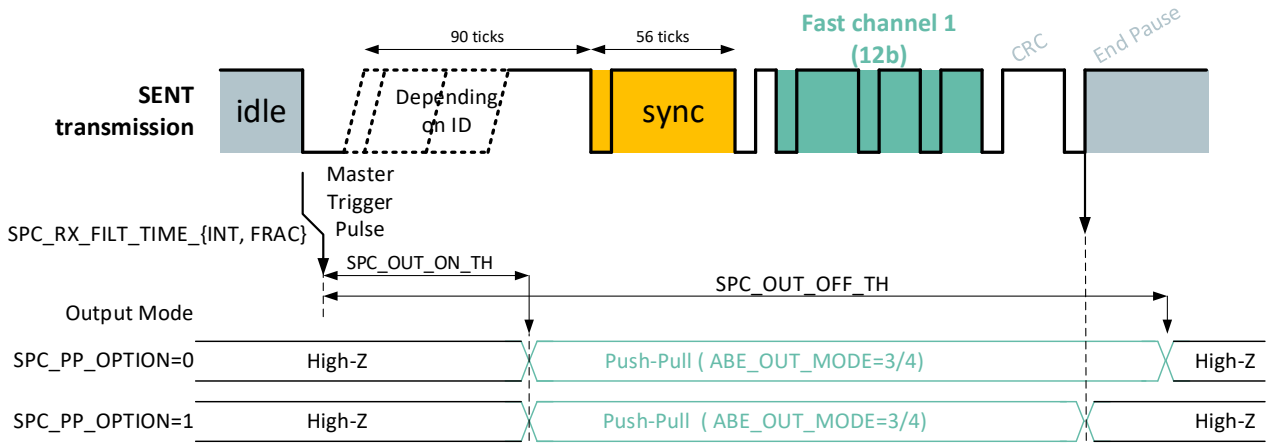 90 ticks
56 ticks
Fast channel 1
(12b)
CRC
End Pause
SENT
transmission
idle
Depending
on ID
sync
Master
Trigger
Pulse
SPC_RX_FILT_TIME_{INT, FRAC}
SPC_OUT_ON_TH
SPC_OUT_OFF_TH
Output Mode
SPC_PP_OPTION=0
High-Z
Push-Pull ( ABE_OUT_MODE=3/4)
High-Z
SPC_PP_OPTION=1
High-Z
Push-Pull ( ABE_OUT_MODE=3/4)
High-Z